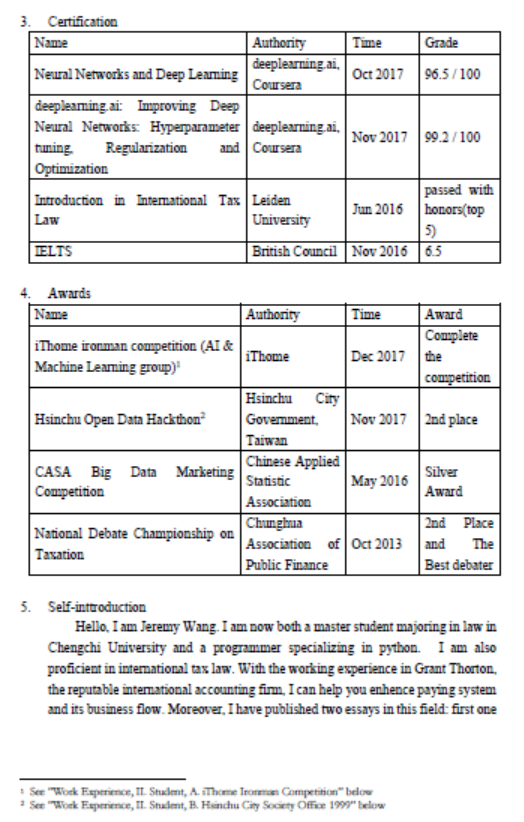 3. Certification
Name Authority Time Grade
Neural Networks and Deep Learning deeplearning.ai, Coursera Oct 2017 96.5 / 100
deeplearning.ai: Improving Deep Neural Networks: Hyperparameter tuning, Regularization and Optimization deeplearning.ai, Coursera Nov 2017 99.2 / 100
Introduction in International Tax Law Leiden University Jun 2016 passed with honors(top 5)
IELTS British Council Nov 2016 6.5
4. Awards
Name Authority Time Award
iThome ironman competition (AI & Machine Learning group)¹ iThome Dec 2017 Complete the competition
Hsinchu Open Data Hackthon² Hsinchu City Government, Taiwan Nov 2017 2nd place
CASA Big Data Marketing Competition Chinese Applied Statistic Association May 2016 Silver Award
National Debate Championship on Taxation Chunghua Association of Public Finance Oct 2013 2nd Place and The Best debater
5. Self-inttroduction
Hello, I am Jeremy Wang. I am now both a master student majoring in law in
Chengchi University and a programmer specializing in python. I am also
proficient in international tax law. With the working experience in Grant Thorton,
the reputable international accounting firm, I can help you enhence paying system
and its business flow. Moreover, I have published two essays in this field: first one
¹ See "Work Experience, II. Student, A. iThome Ironman Competition" below
² See "Work Experience, II. Student, B. Hsinchu City Society Office 1999" below